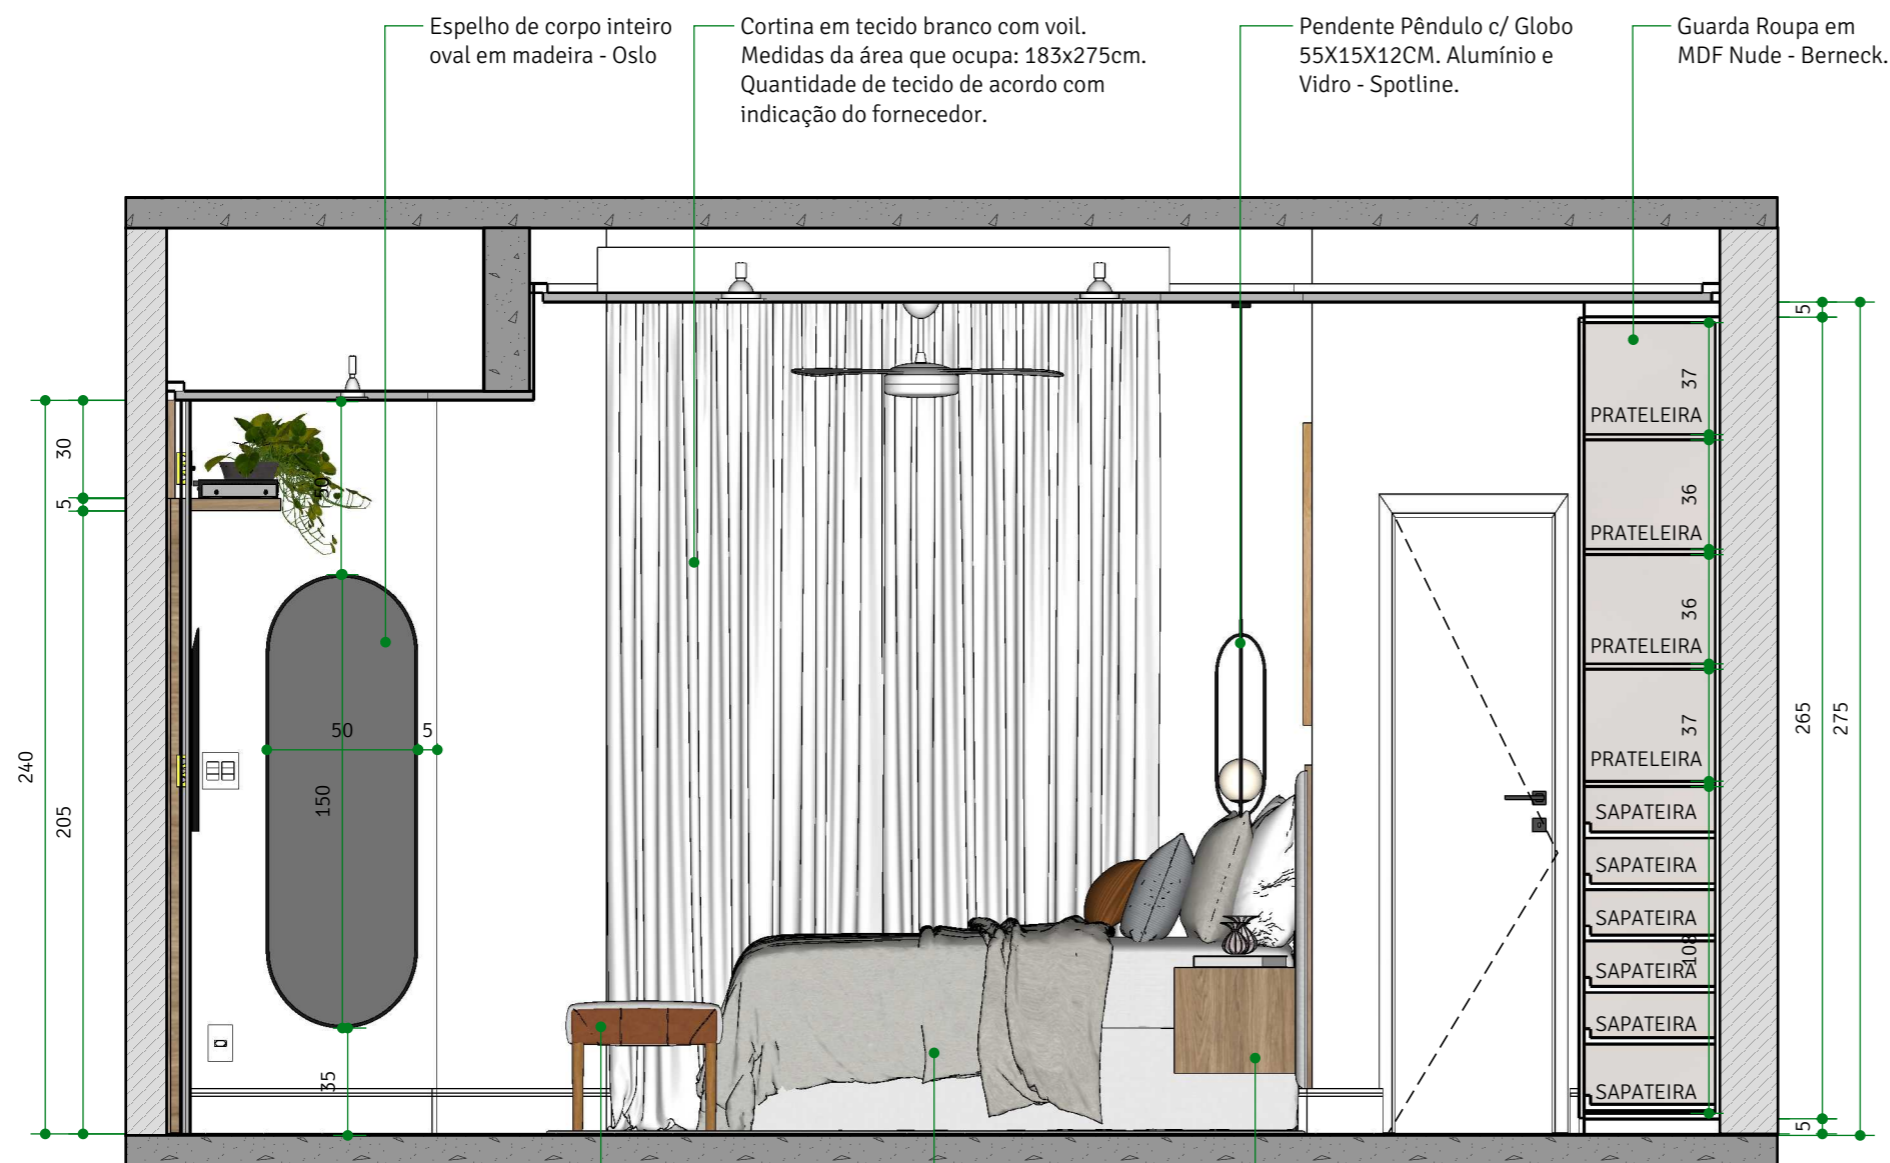 Espelho de corpo inteiro
oval em madeira - Oslo
Cortina em tecido branco com voil.
Medidas da área que ocupa: 183x275cm.
Quantidade de tecido de acordo com
indicação do fornecedor.
Pendente Pêndulo c/ Globo
55X15X12CM. Alumínio e
Vidro - Spotline.
Guarda Roupa em
MDF Nude - Berneck.
5
37
PRATELEIRA
30
5
50
36
PRATELEIRA
36
PRATELEIRA
37
PRATELEIRA
50
5
265
275
240
205
150
SAPATEIRA
SAPATEIRA
SAPATEIRA
108
SAPATEIRA
SAPATEIRA
SAPATEIRA
35
5